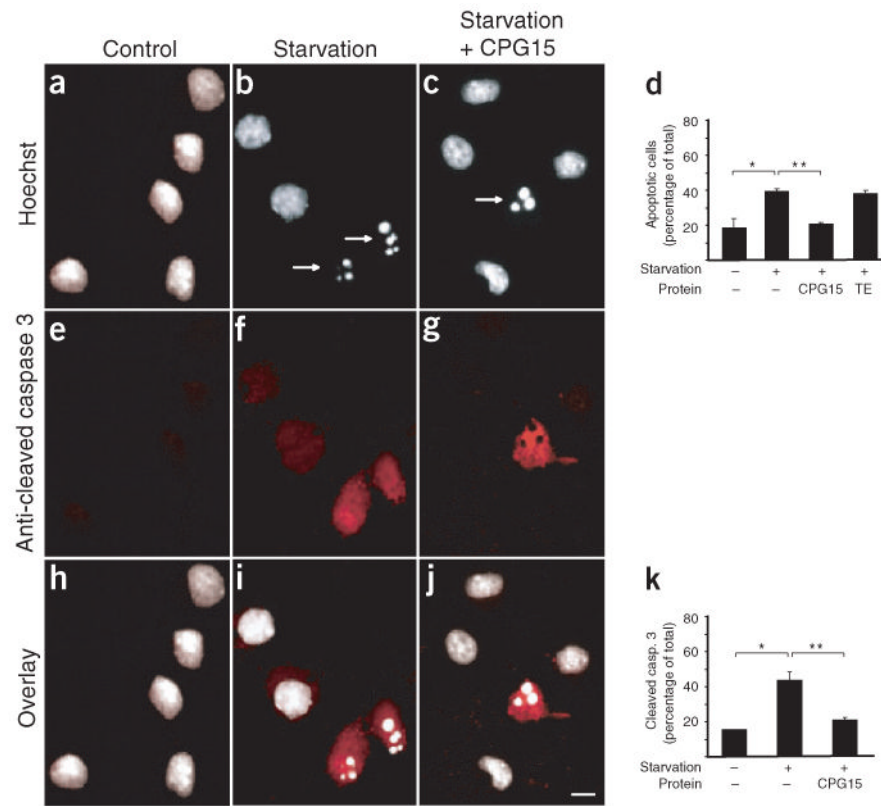 Control
Starvation
Starvation
+ CPG15
Hoechst
a
b
c
Anti-cleaved caspase 3
e
f
g
Overlay
h
i
j
d
Apoptotic cells
(percentage of total)
80
60
40
20
*
**
Starvation – + + +
Protein – – CPG15 TE
k
Cleaved casp. 3
(percentage of total)
80
60
40
20
*
**
Starvation – + +
Protein – – CPG15